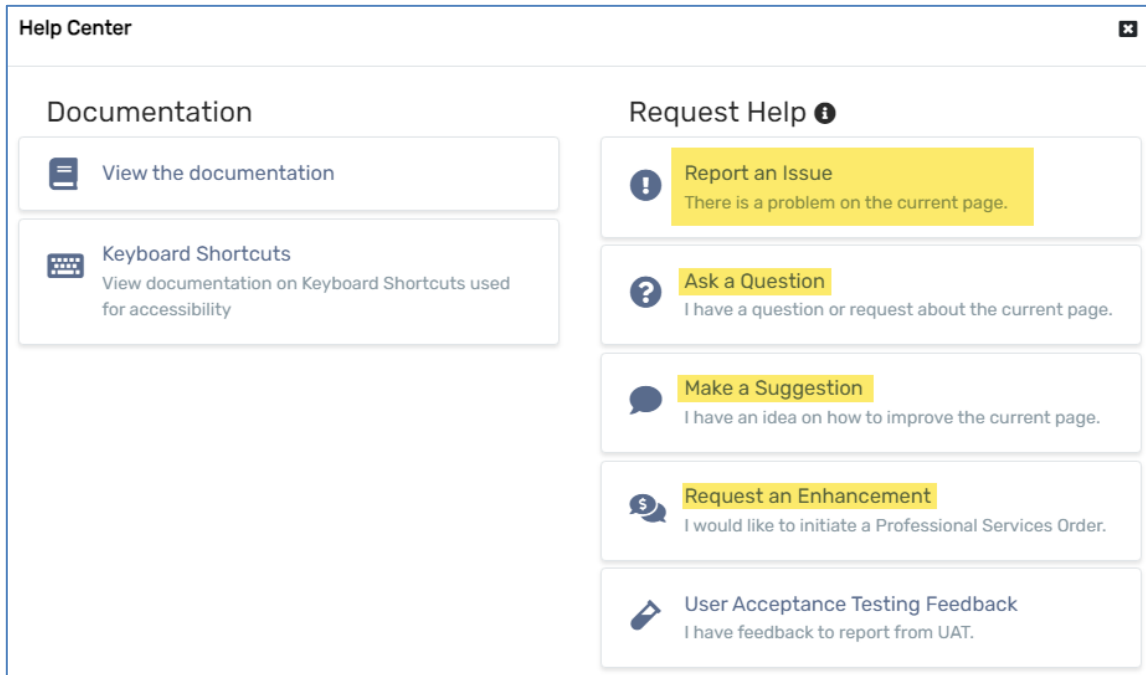 Help Center
Documentation
View the documentation
Keyboard Shortcuts
View documentation on Keyboard Shortcuts used
for accessibility
Request Help
Report an Issue
There is a problem on the current page.
Ask a Question
I have a question or request about the current page.
Make a Suggestion
I have an idea on how to improve the current page.
Request an Enhancement
I would like to initiate a Professional Services Order.
User Acceptance Testing Feedback
I have feedback to report from UAT.